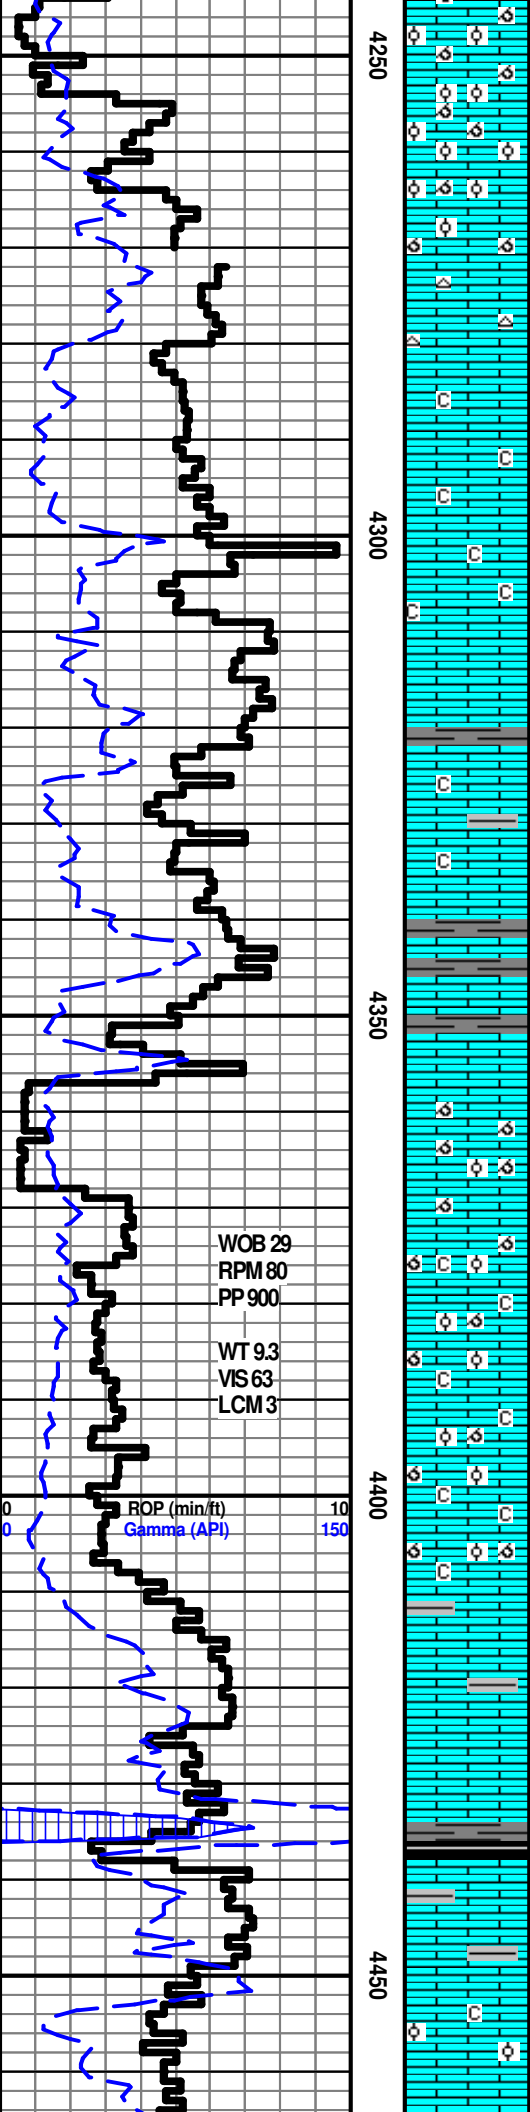 4250
C
C
C
4300
C
C
C
C
C
4350
WOB 29
RPM 80
PP 900
C
C
WT 9.3
VIS 63
LCM 3
C
C
C
4400
0 ROP (min/ft) 10
0 Gamma (API) 150
C
C
4450
C